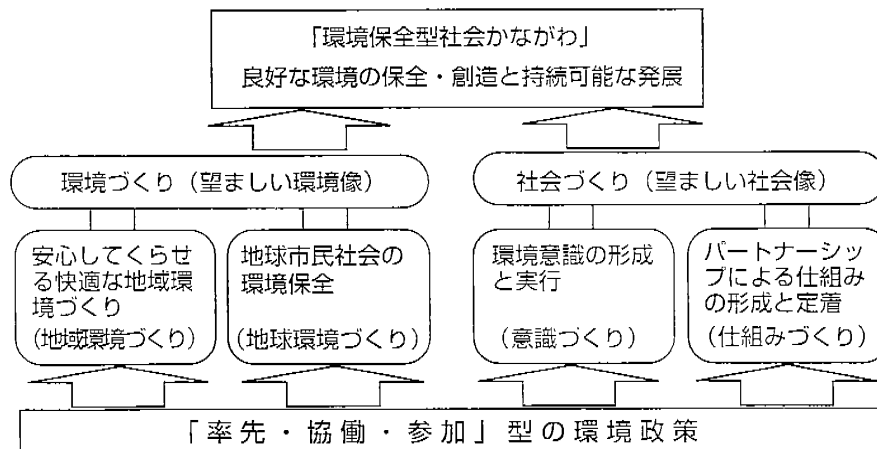 「環境保全型社会かながわ」
良好な環境の保全・創造と持続可能な発展
環境づくり（望ましい環境像）
社会づくり（望ましい社会像）
安心してくらせ
る快適な地域環
境づくり
（地域環境づくり）
地球市民社会の
環境保全
（地球環境づくり）
環境意識の形成
と実行
（意識づくり）
パートナーシッ
プによる仕組み
の形成と定着
（仕組みづくり）
「率先・協働・参加」型の環境政策